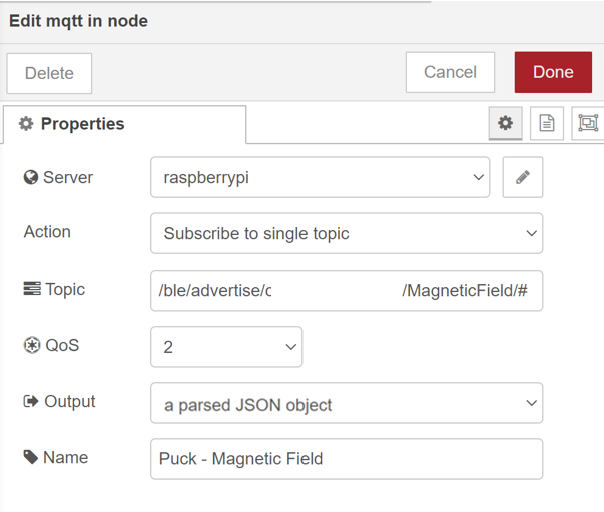 Edit mqtt in node
Delete Cancel Done
Properties
Server raspberrypi
Action Subscribe to single topic
Topic /ble/advertise/ /MagneticField/#
QoS 2
Output a parsed JSON object
Name Puck - Magnetic Field